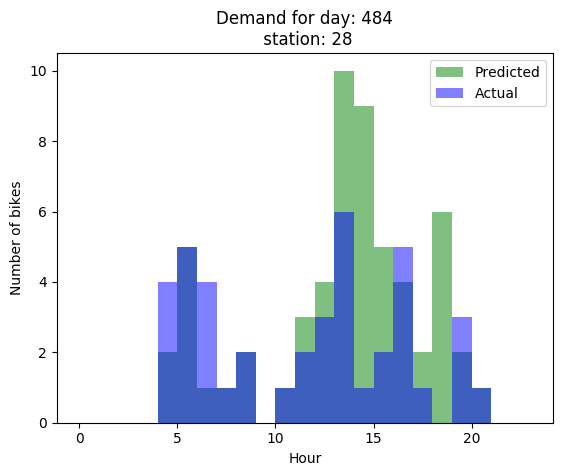 Demand for day: 484
station: 28
Predicted
Actual
Number of bikes
10
8
6
4
2
0
0 5 10 15 20
Hour